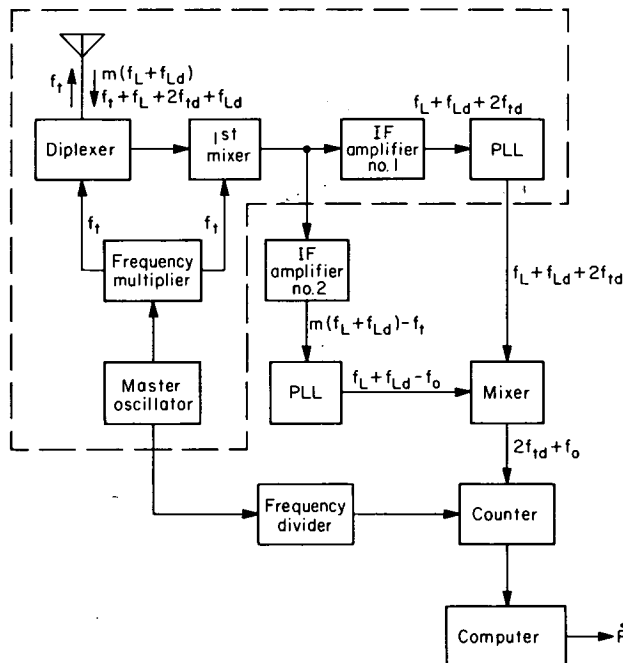 f_t
m(f_L+f_Ld)
f_t+f_L+2f_td+f_Ld
Diplexer
1st
mixer
IF
amplifier
no.1
f_L+f_Ld+2f_td
PLL
f_t
f_t
Frequency
multiplier
IF
amplifier
no.2
f_L+f_Ld+2f_td
m(f_L+f_Ld)-f_t
Master
oscillator
PLL
f_L+f_Ld-f_o
Mixer
2f_td+f_o
Frequency
divider
Counter
Computer